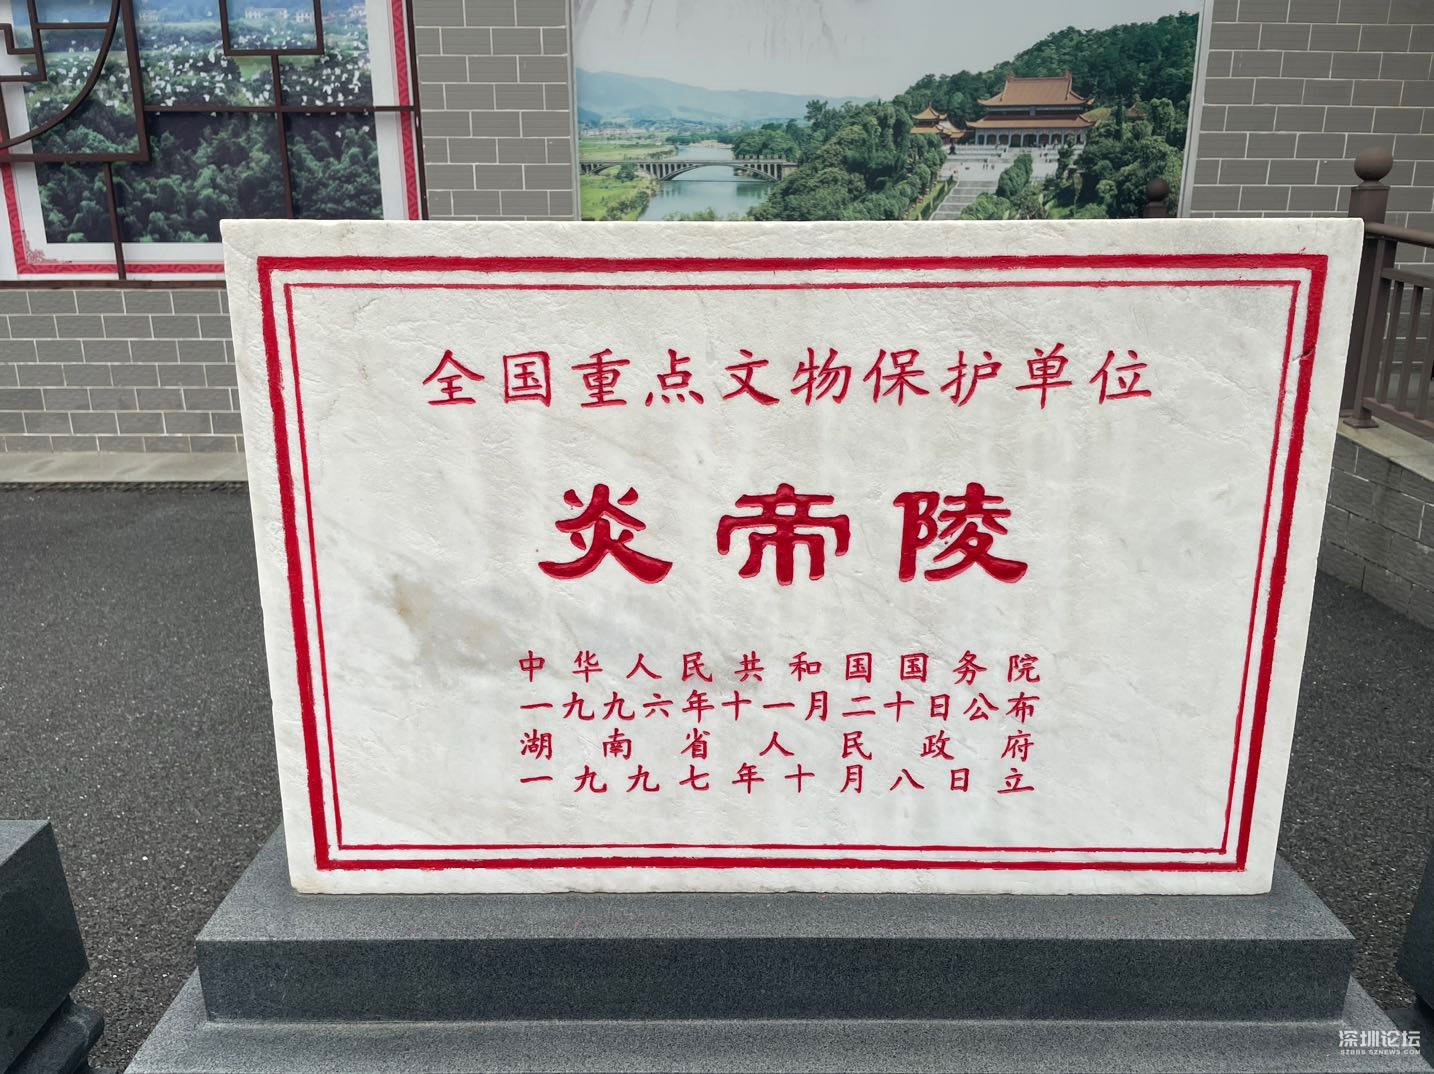 全国重点文物保护单位
炎帝陵
中华人民共和国国务院
一九九六年十一月二十日公布
湖南省人民政府
一九九七年十月八日立
深圳论坛
SZBBS.SZNEWS.COM